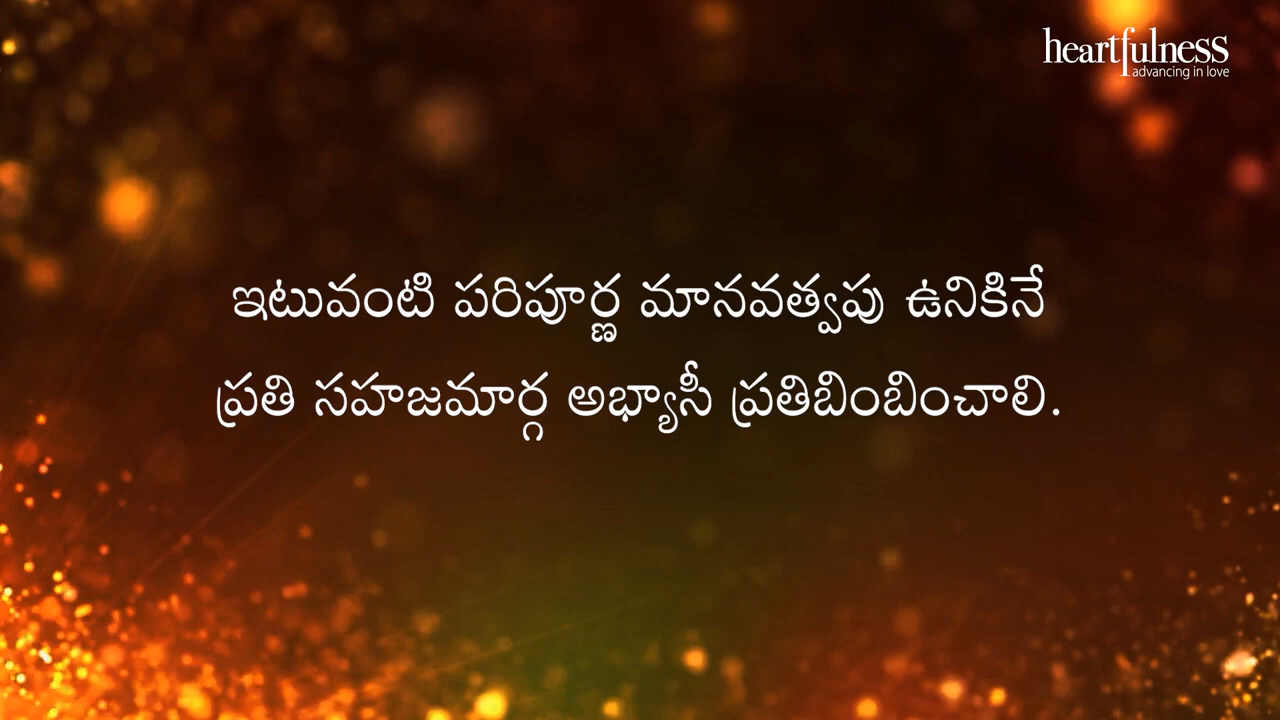 heartfulness
advancing in love
ఇటువంటి పరిపూర్ణ మానవత్వపు ఉనికినే
ప్రతి సహజమార్గ అభ్యాసీ ప్రతిబింబించాలి.